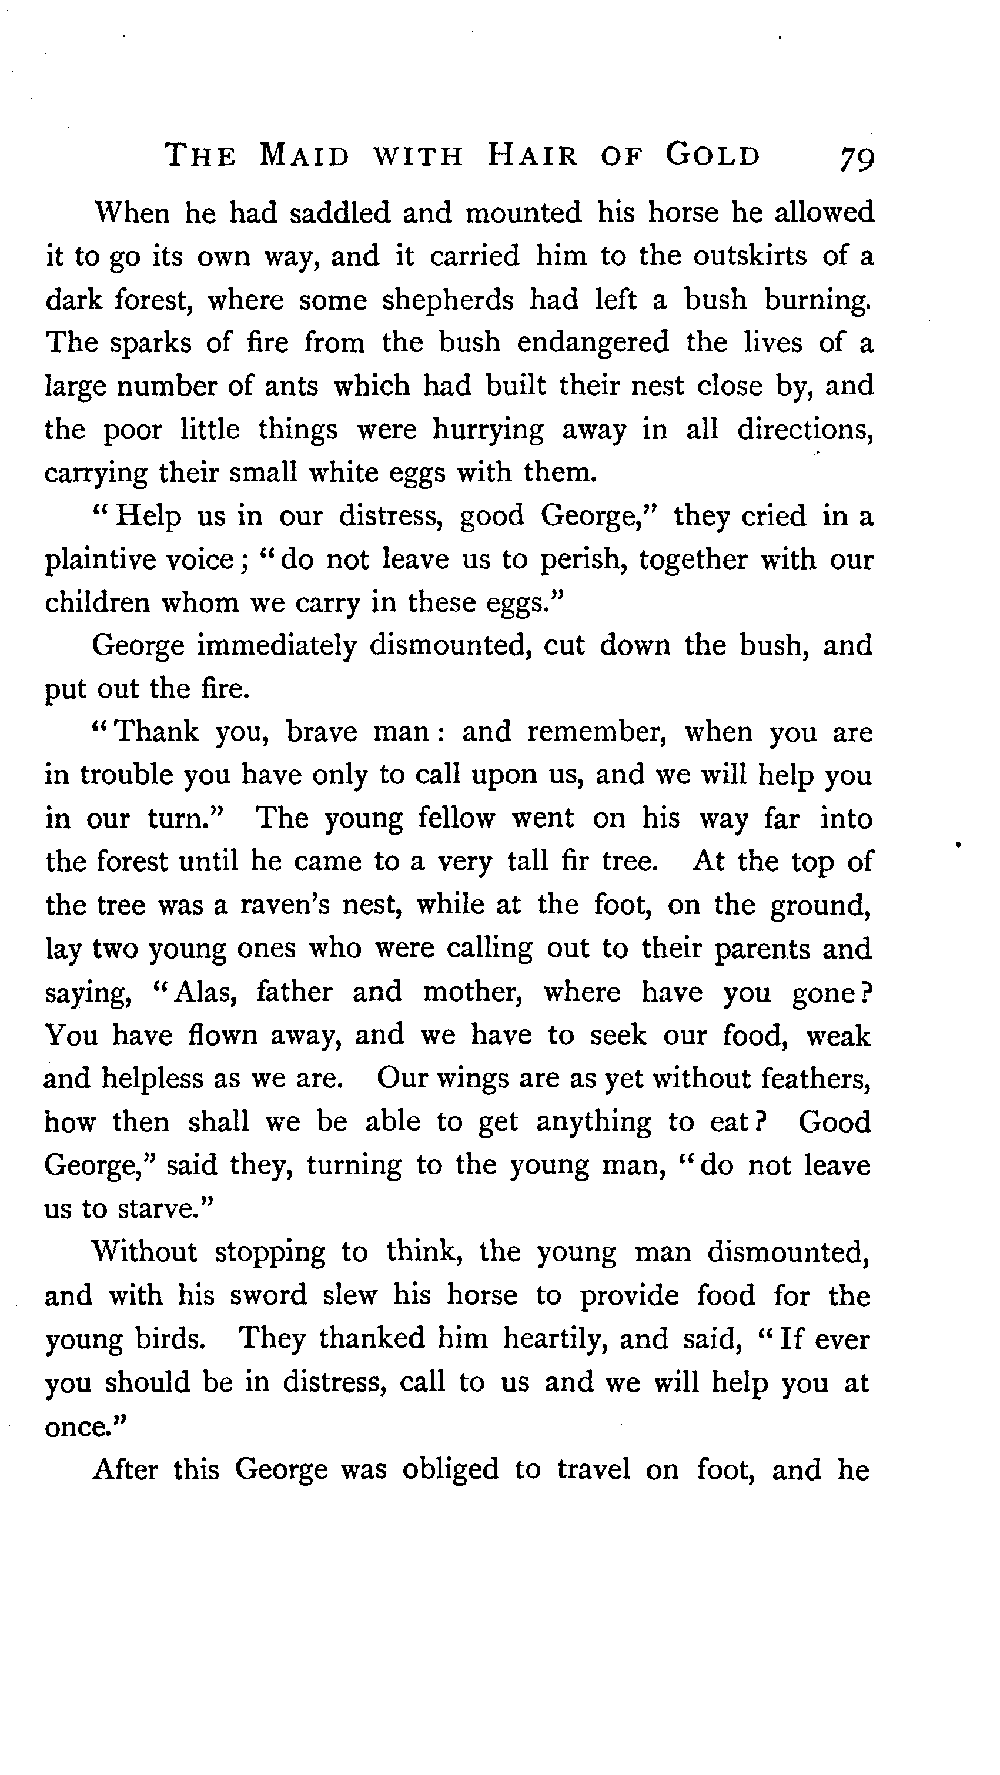 THE MAID WITH HAIR OF GOLD 79
When he had saddled and mounted his horse he allowed
it to go its own way, and it carried him to the outskirts of a
dark forest, where some shepherds had left a bush burning.
The sparks of fire from the bush endangered the lives of a
large number of ants which had built their nest close by, and
the poor little things were hurrying away in all directions,
carrying their small white eggs with them.
“Help us in our distress, good George,” they cried in a
plaintive voice; “do not leave us to perish, together with our
children whom we carry in these eggs.”
George immediately dismounted, cut down the bush, and
put out the fire.
“Thank you, brave man: and remember, when you are
in trouble you have only to call upon us, and we will help you
in our turn.” The young fellow went on his way far into
the forest until he came to a very tall fir tree. At the top of
the tree was a raven's nest, while at the foot, on the ground,
lay two young ones who were calling out to their parents and
saying, “Alas, father and mother, where have you gone?
You have flown away, and we have to seek our food, weak
and helpless as we are. Our wings are as yet without feathers,
how then shall we be able to get anything to eat? Good
George,” said they, turning to the young man, “do not leave
us to starve.”
Without stopping to think, the young man dismounted,
and with his sword slew his horse to provide food for the
young birds. They thanked him heartily, and said, “If ever
you should be in distress, call to us and we will help you at
once.”
After this George was obliged to travel on foot, and he